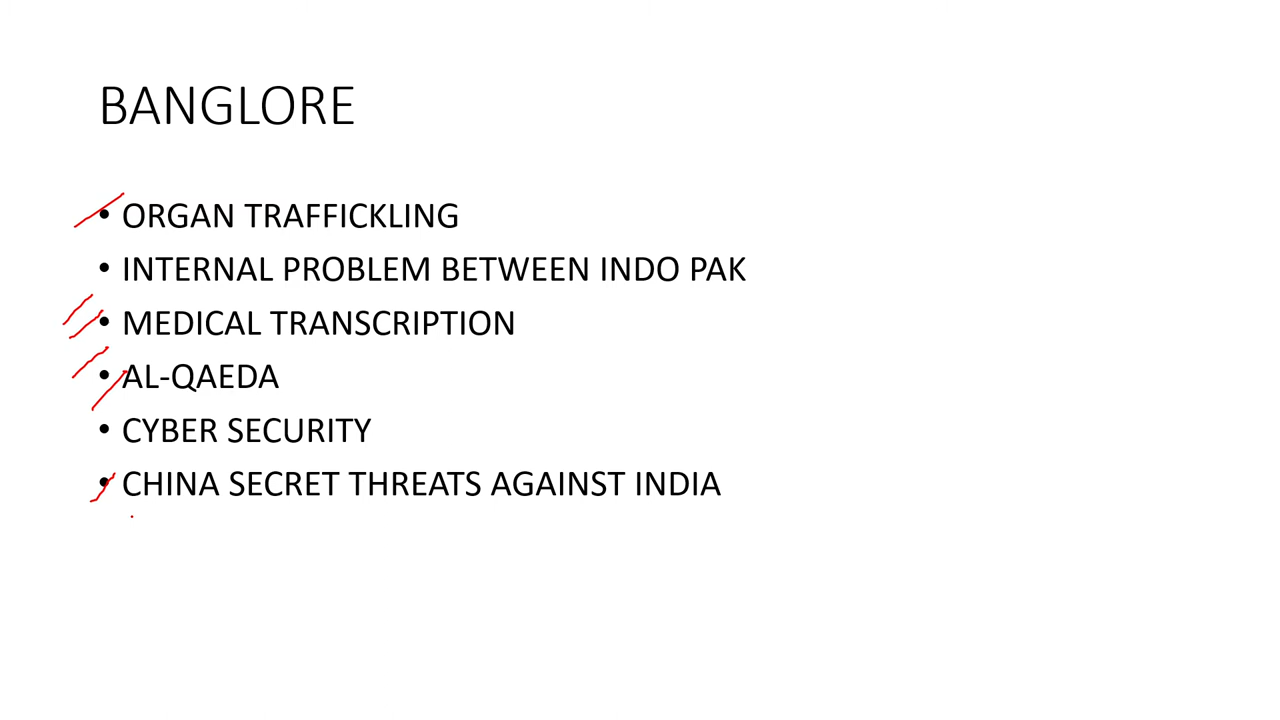 BANGLORE
• ORGAN TRAFFICKLING
• INTERNAL PROBLEM BETWEEN INDO PAK
• MEDICAL TRANSCRIPTION
• AL-QAEDA
• CYBER SECURITY
• CHINA SECRET THREATS AGAINST INDIA